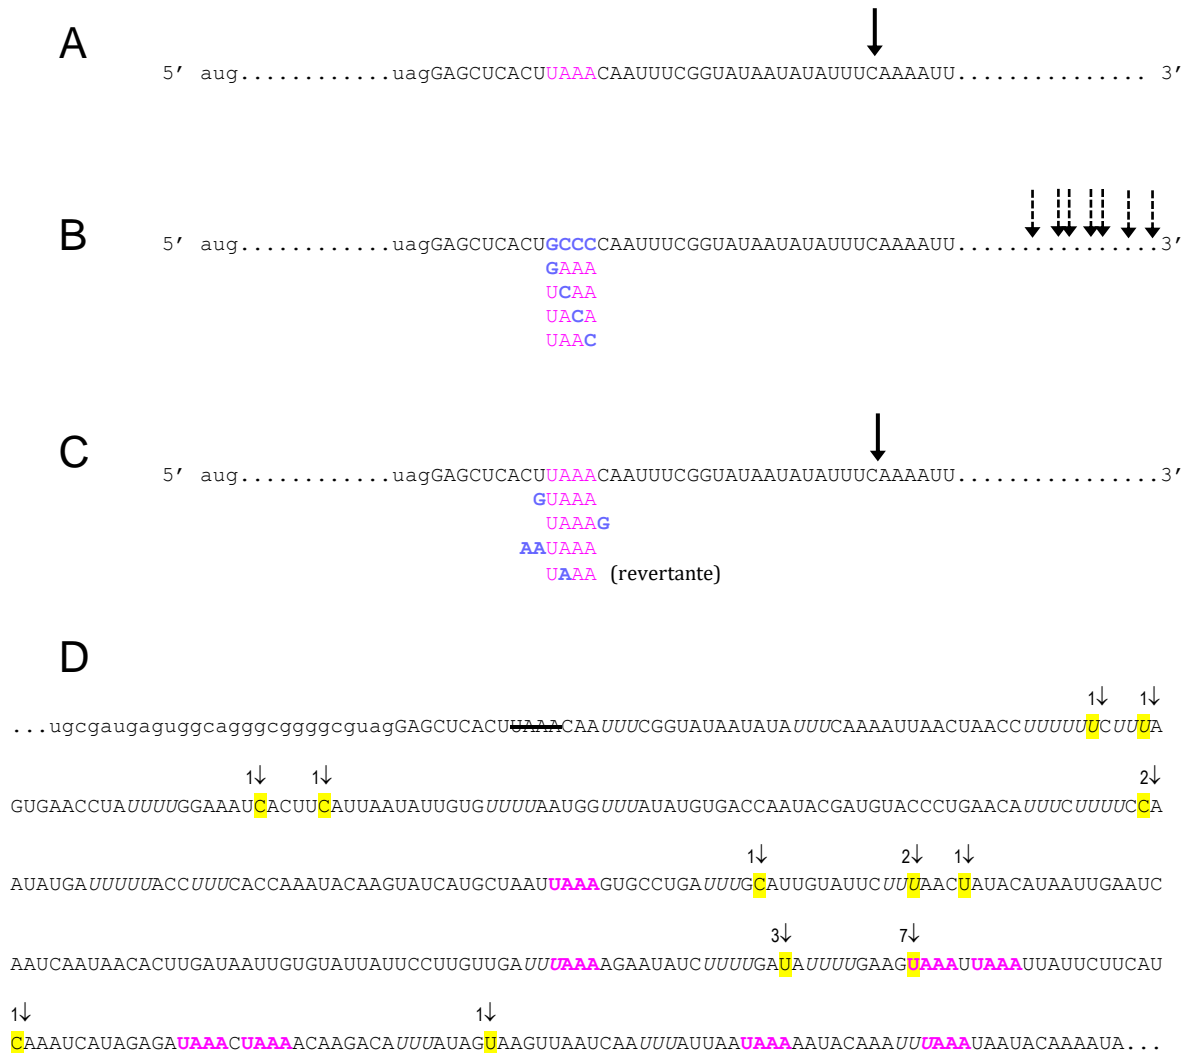 A
5’ aug............uagGAGCUCACUUAAACAAUUUCGGUAUAAUAUAUUUCAAAAUU............... 3’
B
5’ aug............uagGAGCUCACUGCCCCAAUUUCGGUAUAAUAUAUUUCAAAAUU................3’
GAAA
UCAA
UACA
UAAC
C
5’ aug............uagGAGCUCACUUAAACAAUUUCGGUAUAAUAUAUUUCAAAAUU................3’
GUAAA
UAAAG
AAUAAA
UAAA (revertante)
D
1↓ 1↓
...ugcgaugaguggcagggcggggcguagGAGCUCACUUAAACAAUUUCGGUAUAAUAUAUUUCAAAAUUAACUAACCUUUUUUCUUUA
1↓ 1↓ 2↓
GUGAACCUAUUUUGGAAAUCACUUCAUUAAUAUUGUGUUUUAAUGGUUUAUAUGUGACCAAUACGAUGUACCCUGAACAUUUCUUUUCCA
1↓ 2↓ 1↓
AUAUGAUUUUUACCUUUCACCAAAUACAAGUAUCAUGCUAAUUAAAGUGCCUGAUUUGCAUUGUAUUCUUUAACUAUACAUAAUUGAAUC
3↓ 7↓
AAUCAAUAACACUUGAUAAUUGUGUAUUAUUCCUUGUUGAUUUAAAAGAAUAUCUUUUGAUAUUUUGAAGUAAAUUAAAUUAUUCUUCAU
1↓ 1↓
CAAAUCAUAGAGAUAAACUAAAACAAGACAUUUAUAGUAAGUUAAUCAAUUUAUUAAUAAAAAUACAAAUUUAAAUAAUACAAAAUA...